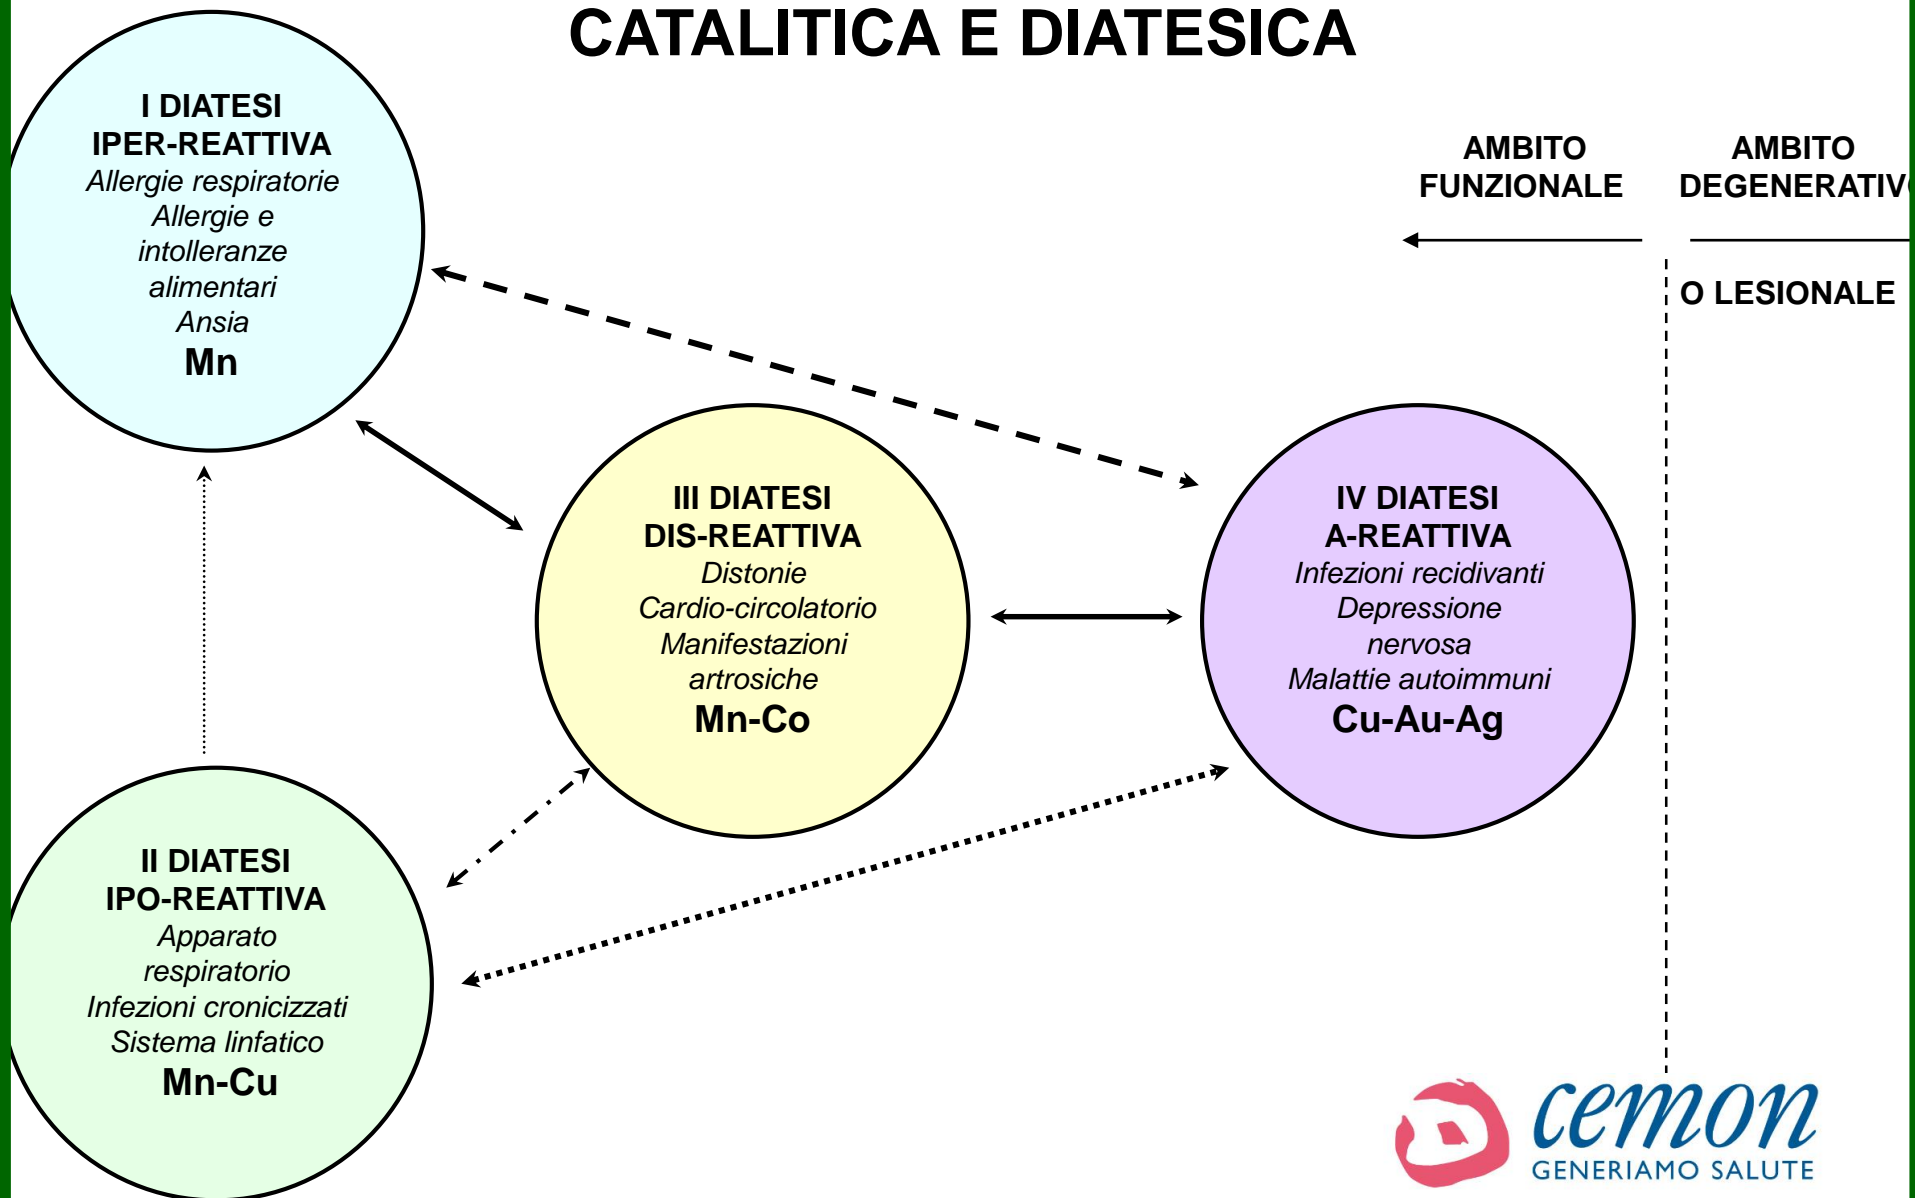 CATALITICA E DIATESICA
I DIATESI
IPER-REATTIVA
Allergie respiratorie
Allergie e
intolleranze
alimentari
Ansia
Mn
AMBITO
FUNZIONALE
AMBITO
DEGENERATIVO
O LESIONALE
III DIATESI
DIS-REATTIVA
Distonie
Cardio-circolatorio
Manifestazioni
artrosiche
Mn-Co
IV DIATESI
A-REATTIVA
Infezioni recidivanti
Depressione
nervosa
Malattie autoimmuni
Cu-Au-Ag
II DIATESI
IPO-REATTIVA
Apparato
respiratorio
Infezioni cronicizzati
Sistema linfatico
Mn-Cu
cemon
GENERIAMO SALUTE